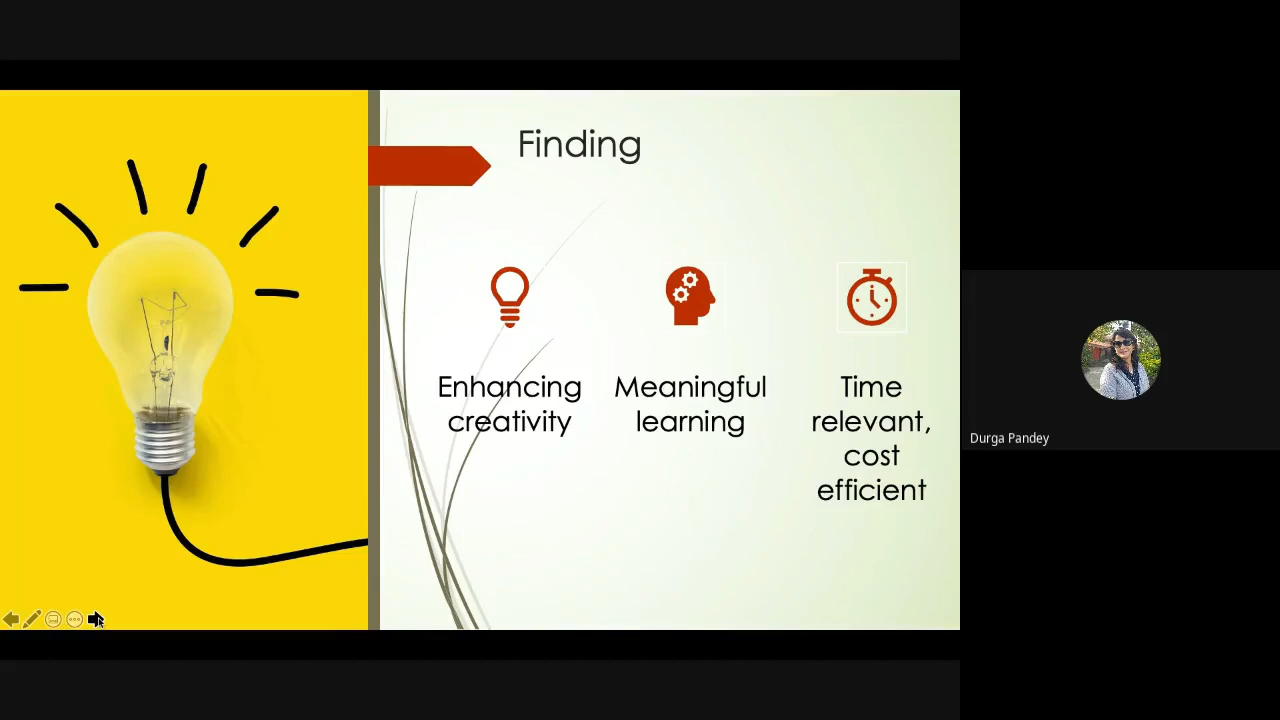 Finding
Enhancing
creativity
Meaningful
learning
Time
relevant,
cost
efficient
Durga Pandey